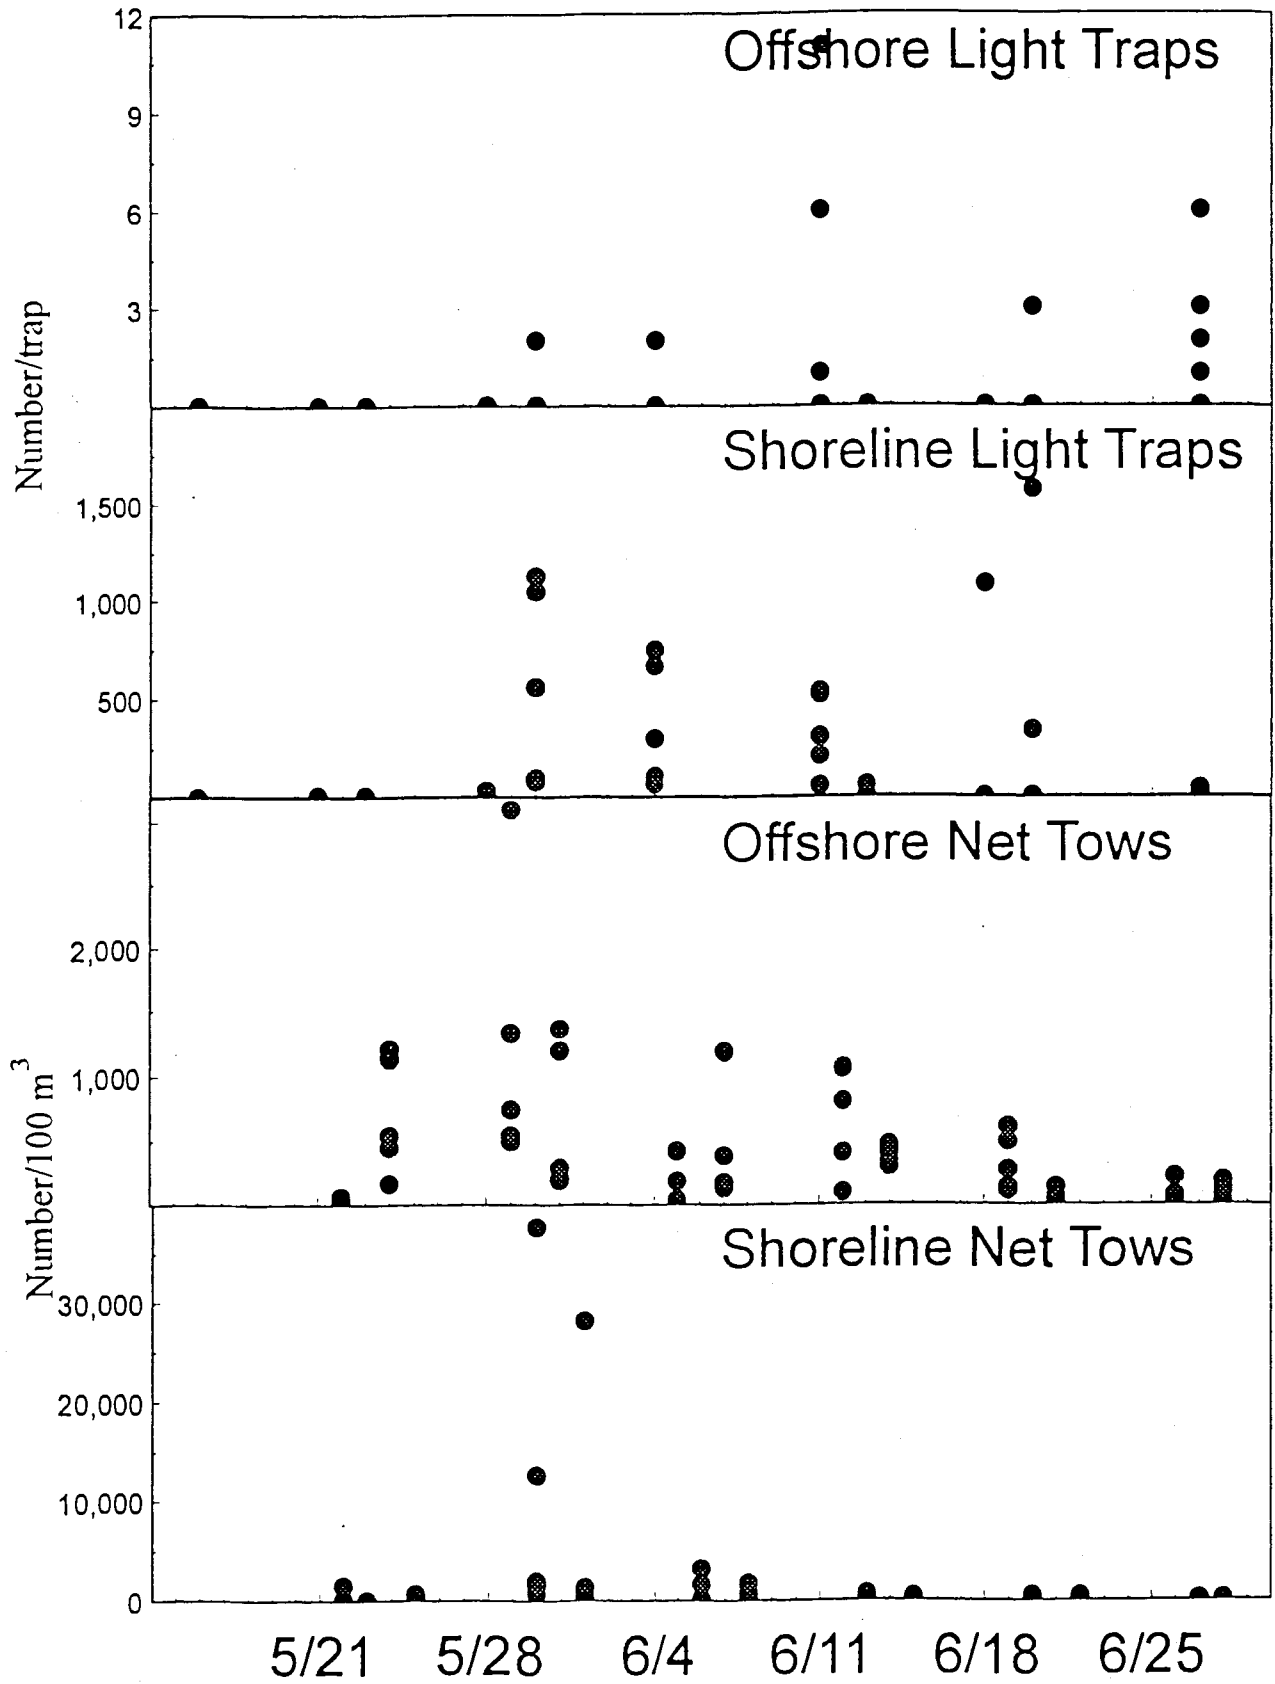 12
Offshore Light Traps
9
6
3
Number/trap
Shoreline Light Traps
1,500
1,000
500
Offshore Net Tows
2,000
1,000
Number/100 m³
Shoreline Net Tows
30,000
20,000
10,000
0
5/21 5/28 6/4 6/11 6/18 6/25